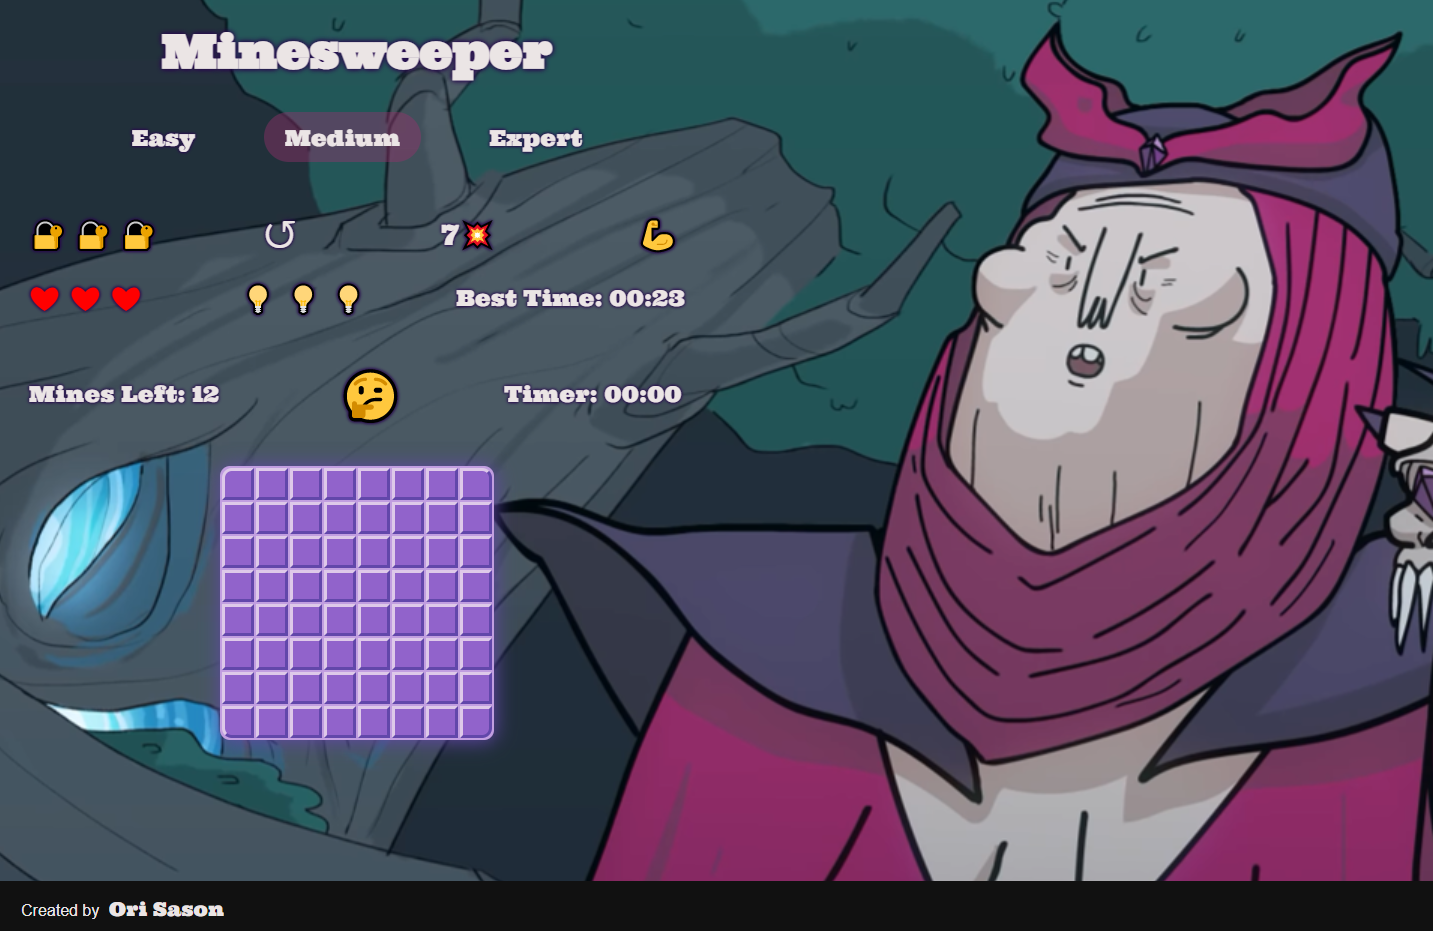 Minesweeper
Easy Medium Expert
7
Best Time: 00:23
Mines Left: 12 Timer: 00:00
Created by Ori Sason